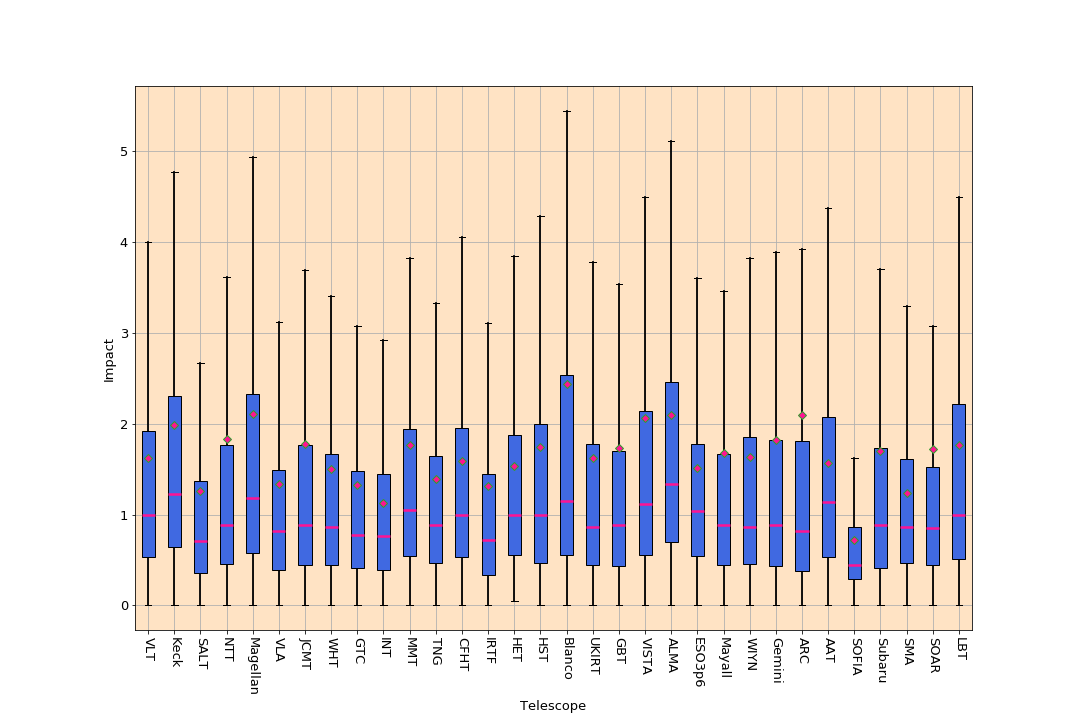 5
4
3
2
1
0
Impact
VLT
Keck
SALT
NTT
Magellan
VLA
JCMT
WHT
GTC
INT
MMT
TNG
CFHT
IRTF
HET
HST
Blanco
UKIRT
GBT
VISTA
ALMA
ESO3p6
Mayall
WIYN
Gemini
ARC
AAT
SOFIA
Subaru
SMA
SOAR
LBT
Telescope